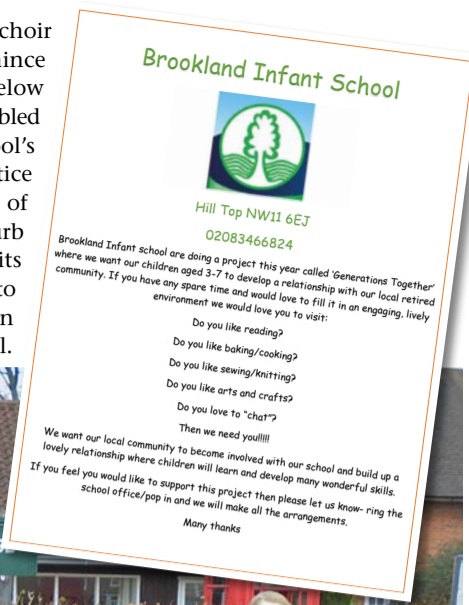 choir
mince
elow
bled
ool's
tice
of
urb
its
to
n
l.
Brookland Infant School
Hill Top NW11 6EJ
02083466824
Brookland Infant school are doing a project this year called 'Generations Together'
where we want our children aged 3-7 to develop a relationship with our local retired
community. If you have any spare time and would love to fill it in an engaging, lively
environment we would love you to visit:
Do you like reading?
Do you like baking/cooking?
Do you like sewing/knitting?
Do you like arts and crafts?
Do you love to "chat"?
Then we need you!!!!!
We want our local community to become involved with our school and build up a
lovely relationship where children will learn and develop many wonderful skills.
If you feel you would like to support this project then please let us know- ring the
school office/pop in and we will make all the arrangements.
Many thanks